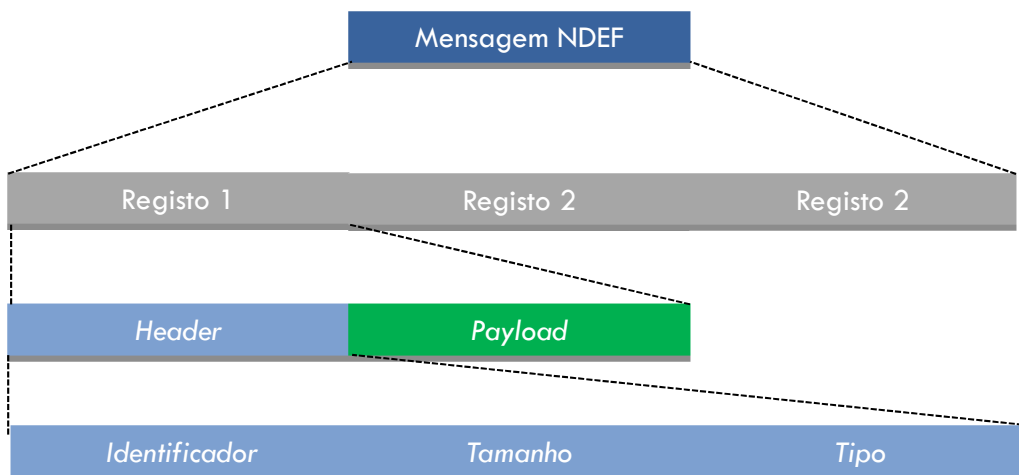 Mensagem NDEF
Registo 1
Registo 2
Registo 2
Header
Payload
Identificador
Tamanho
Tipo